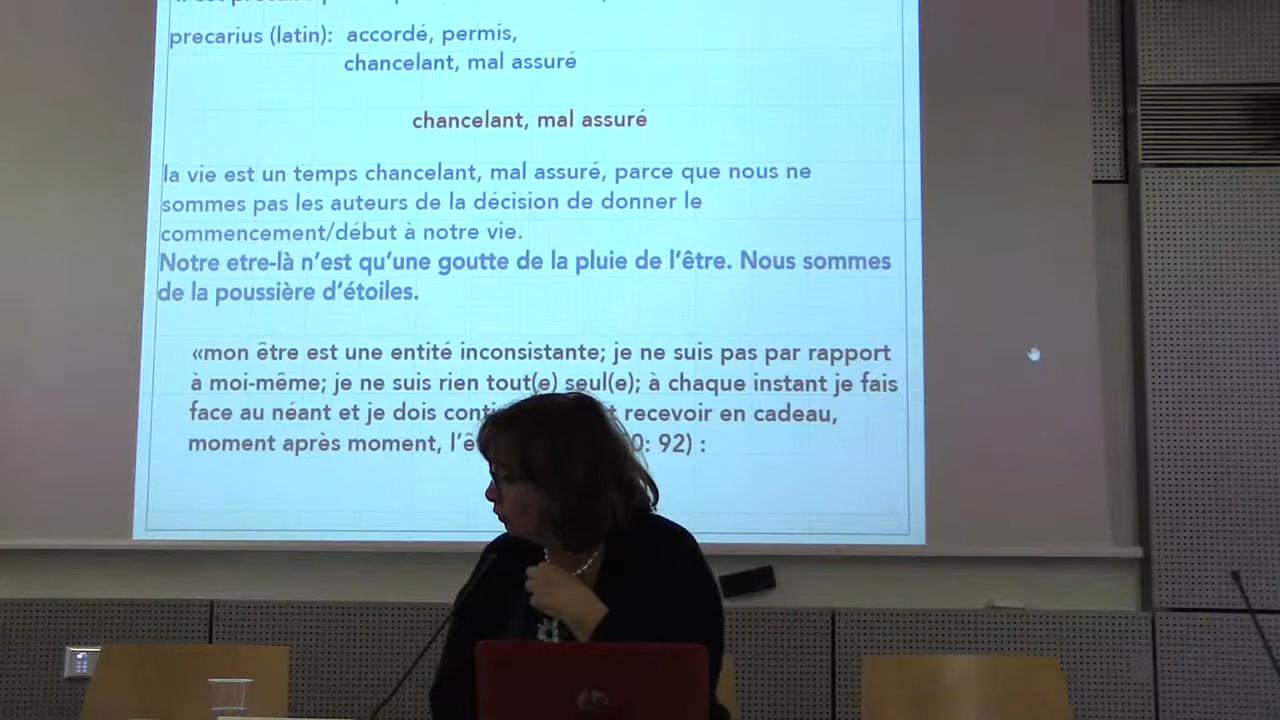 precarius (latin): accordé, permis,
chancelant, mal assuré
chancelant, mal assuré
la vie est un temps chancelant, mal assuré, parce que nous ne
sommes pas les auteurs de la décision de donner le
commencement/début à notre vie.
Notre etre-là n'est qu'une goutte de la pluie de l'être. Nous sommes
de la poussière d'étoiles.
«mon être est une entité inconsistante; je ne suis pas par rapport
à moi-même; je ne suis rien tout(e) seul(e); à chaque instant je fais
face au néant et je dois recevoir en cadeau,
moment après moment, 92) :
hp